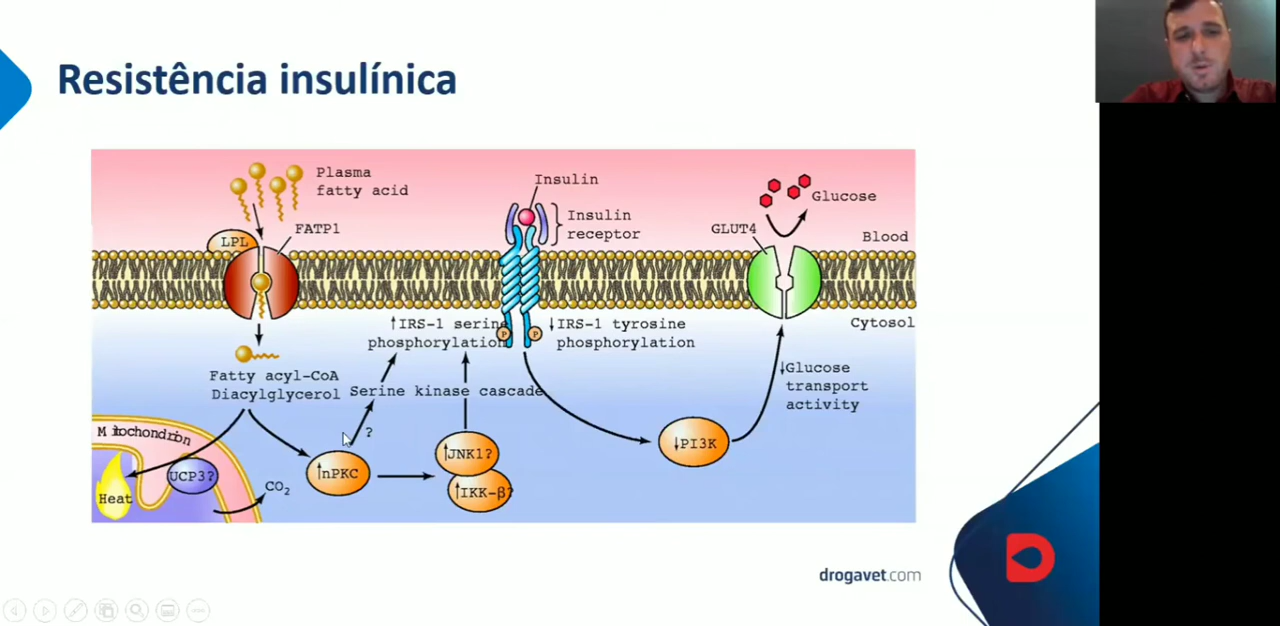 Resistência insulínica
Plasma
fatty acid
LPL
FATP1
Insulin
Insulin
receptor
GLUT4
Glucose
Blood
Cytosol
↑IRS-1 serine
phosphorylation
P
P
↓IRS-1 tyrosine
phosphorylation
Fatty acyl-CoA
Diacylglycerol
Serine kinase cascade
↓Glucose
transport
activity
Mitochondrion
?
↑nPKC
↑JNK1?
↑IKK-β?
↓PI3K
UCP3?
Heat
CO₂
drogavet.com